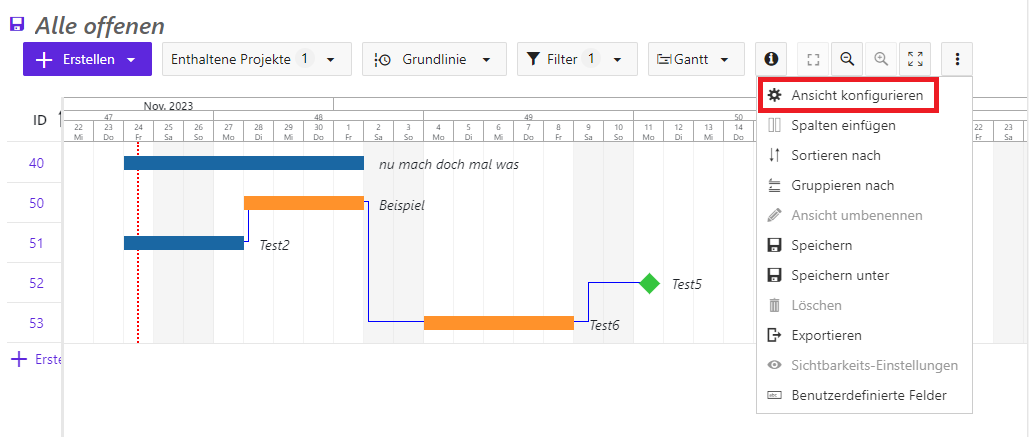 Alle offenen
Erstellen Enthaltene Projekte 1 Grundlinie Filter 1 Gantt
Ansicht konfigurieren
Spalten einfügen
Sortieren nach
Gruppieren nach
Ansicht umbenennen
Speichern
Speichern unter
Löschen
Exportieren
Sichtbarkeits-Einstellungen
Benutzerdefinierte Felder
Nov. 2023
47 48 49 50
ID
22 23 24 25 26 27 28 29 30 1 2 3 4 5 6 7 8 9 10 11 12 13 14 23
Mi Do Fr Sa So Mo Di Mi Do Fr Sa So Mo Di Mi Do Fr Sa So Mo Di Mi Do Sa
40 nu mach doch mal was
50 Beispiel
51 Test2
52 Test5
53 Test6
Erste